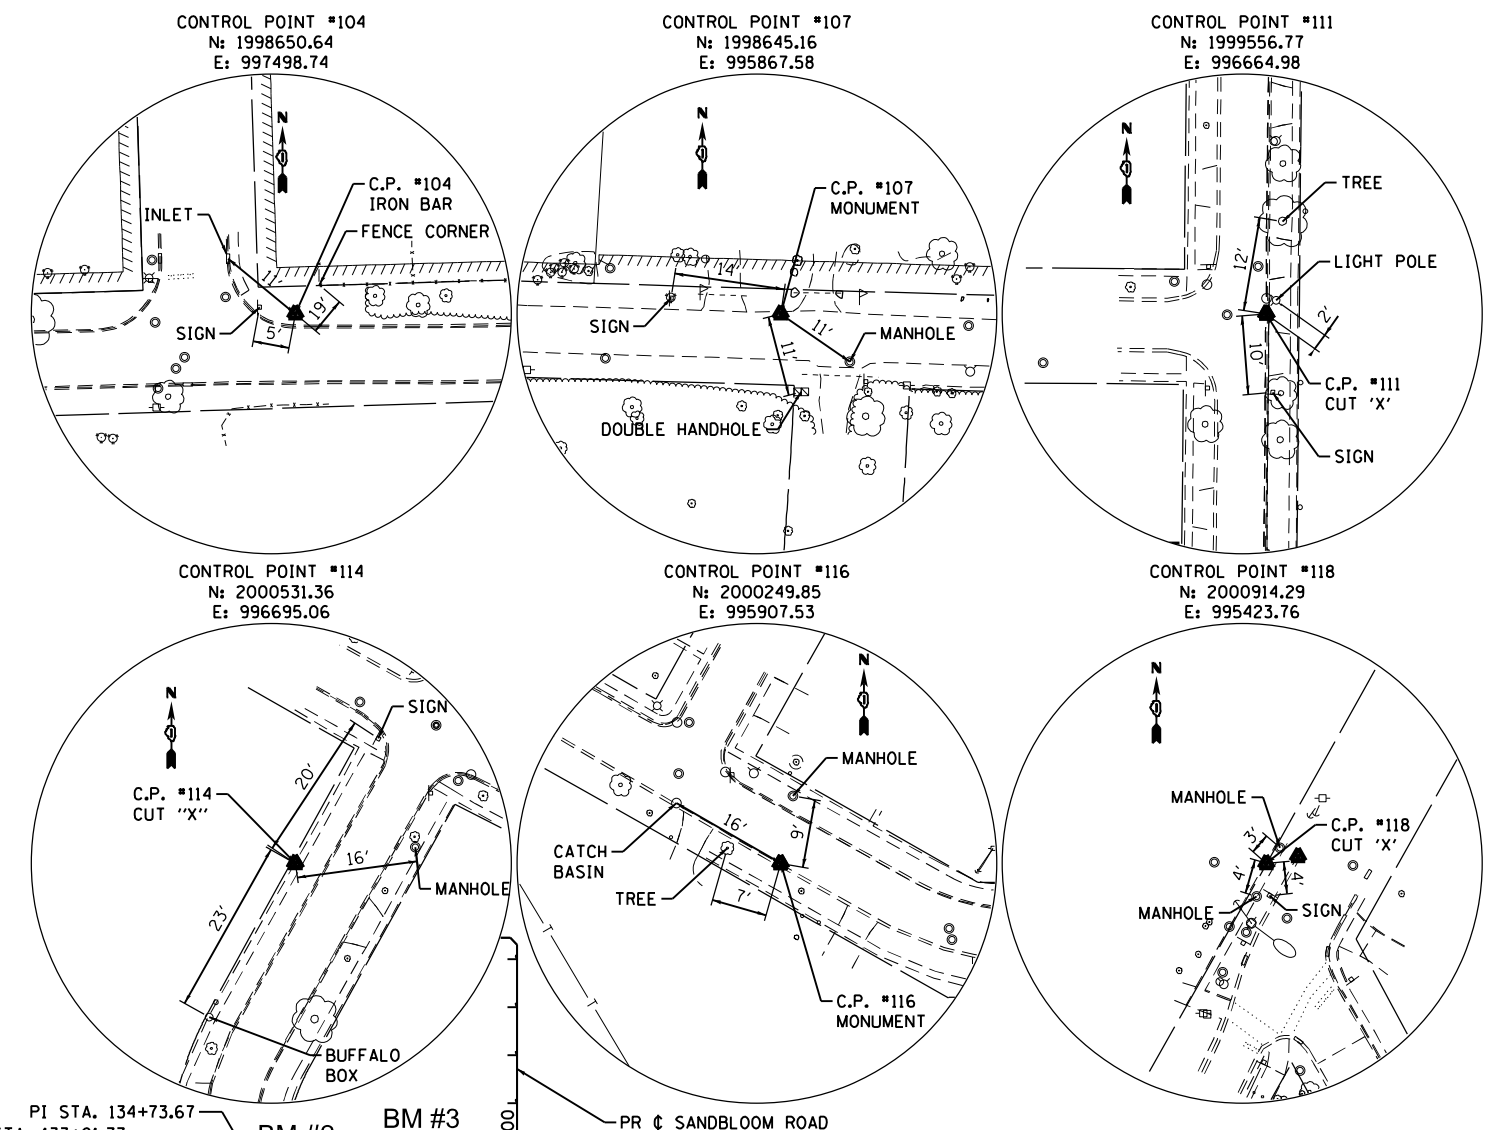 CONTROL POINT #104
N: 1998650.64
E: 997498.74
N
C.P. #104
IRON BAR
INLET
FENCE CORNER
11'
19'
SIGN
5'
CONTROL POINT #107
N: 1998645.16
E: 995867.58
N
C.P. #107
MONUMENT
14'
SIGN
11'
MANHOLE
11'
DOUBLE HANDHOLE
CONTROL POINT #111
N: 1999556.77
E: 996664.98
N
TREE
12'
LIGHT POLE
2'
10'
C.P. #111
CUT 'X'
SIGN
CONTROL POINT #114
N: 2000531.36
E: 996695.06
N
SIGN
20'
C.P. #114
CUT "X"
16'
MANHOLE
23'
BUFFALO
BOX
CONTROL POINT #116
N: 2000249.85
E: 995907.53
N
MANHOLE
16'
9'
CATCH
BASIN
TREE
7'
C.P. #116
MONUMENT
CONTROL POINT #118
N: 2000914.29
E: 995423.76
N
MANHOLE
3'
C.P. #118
CUT 'X'
4'
4'
MANHOLE
SIGN
PI STA. 134+73.67
BM #3
00
PR ℄ SANDBLOOM ROAD